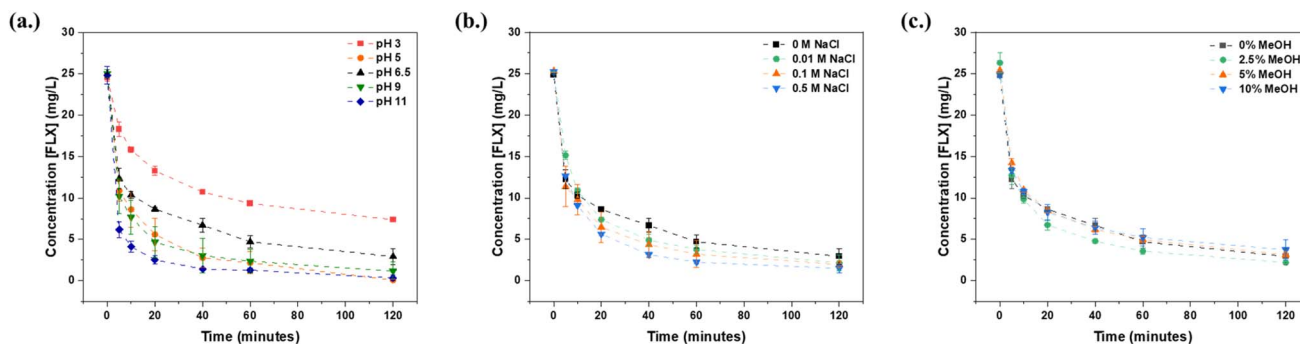 (a.)
Concentration [FLX] (mg/L)
30
25
20
15
10
5
0
pH 3
pH 5
pH 6.5
pH 9
pH 11
0 20 40 60 80 100 120
Time (minutes)
(b.)
Concentration [FLX] (mg/L)
30
25
20
15
10
5
0
0 M NaCl
0.01 M NaCl
0.1 M NaCl
0.5 M NaCl
0 20 40 60 80 100 120
Time (minutes)
(c.)
Concentration [FLX] (mg/L)
30
25
20
15
10
5
0
0% MeOH
2.5% MeOH
5% MeOH
10% MeOH
0 20 40 60 80 100 120
Time (minutes)